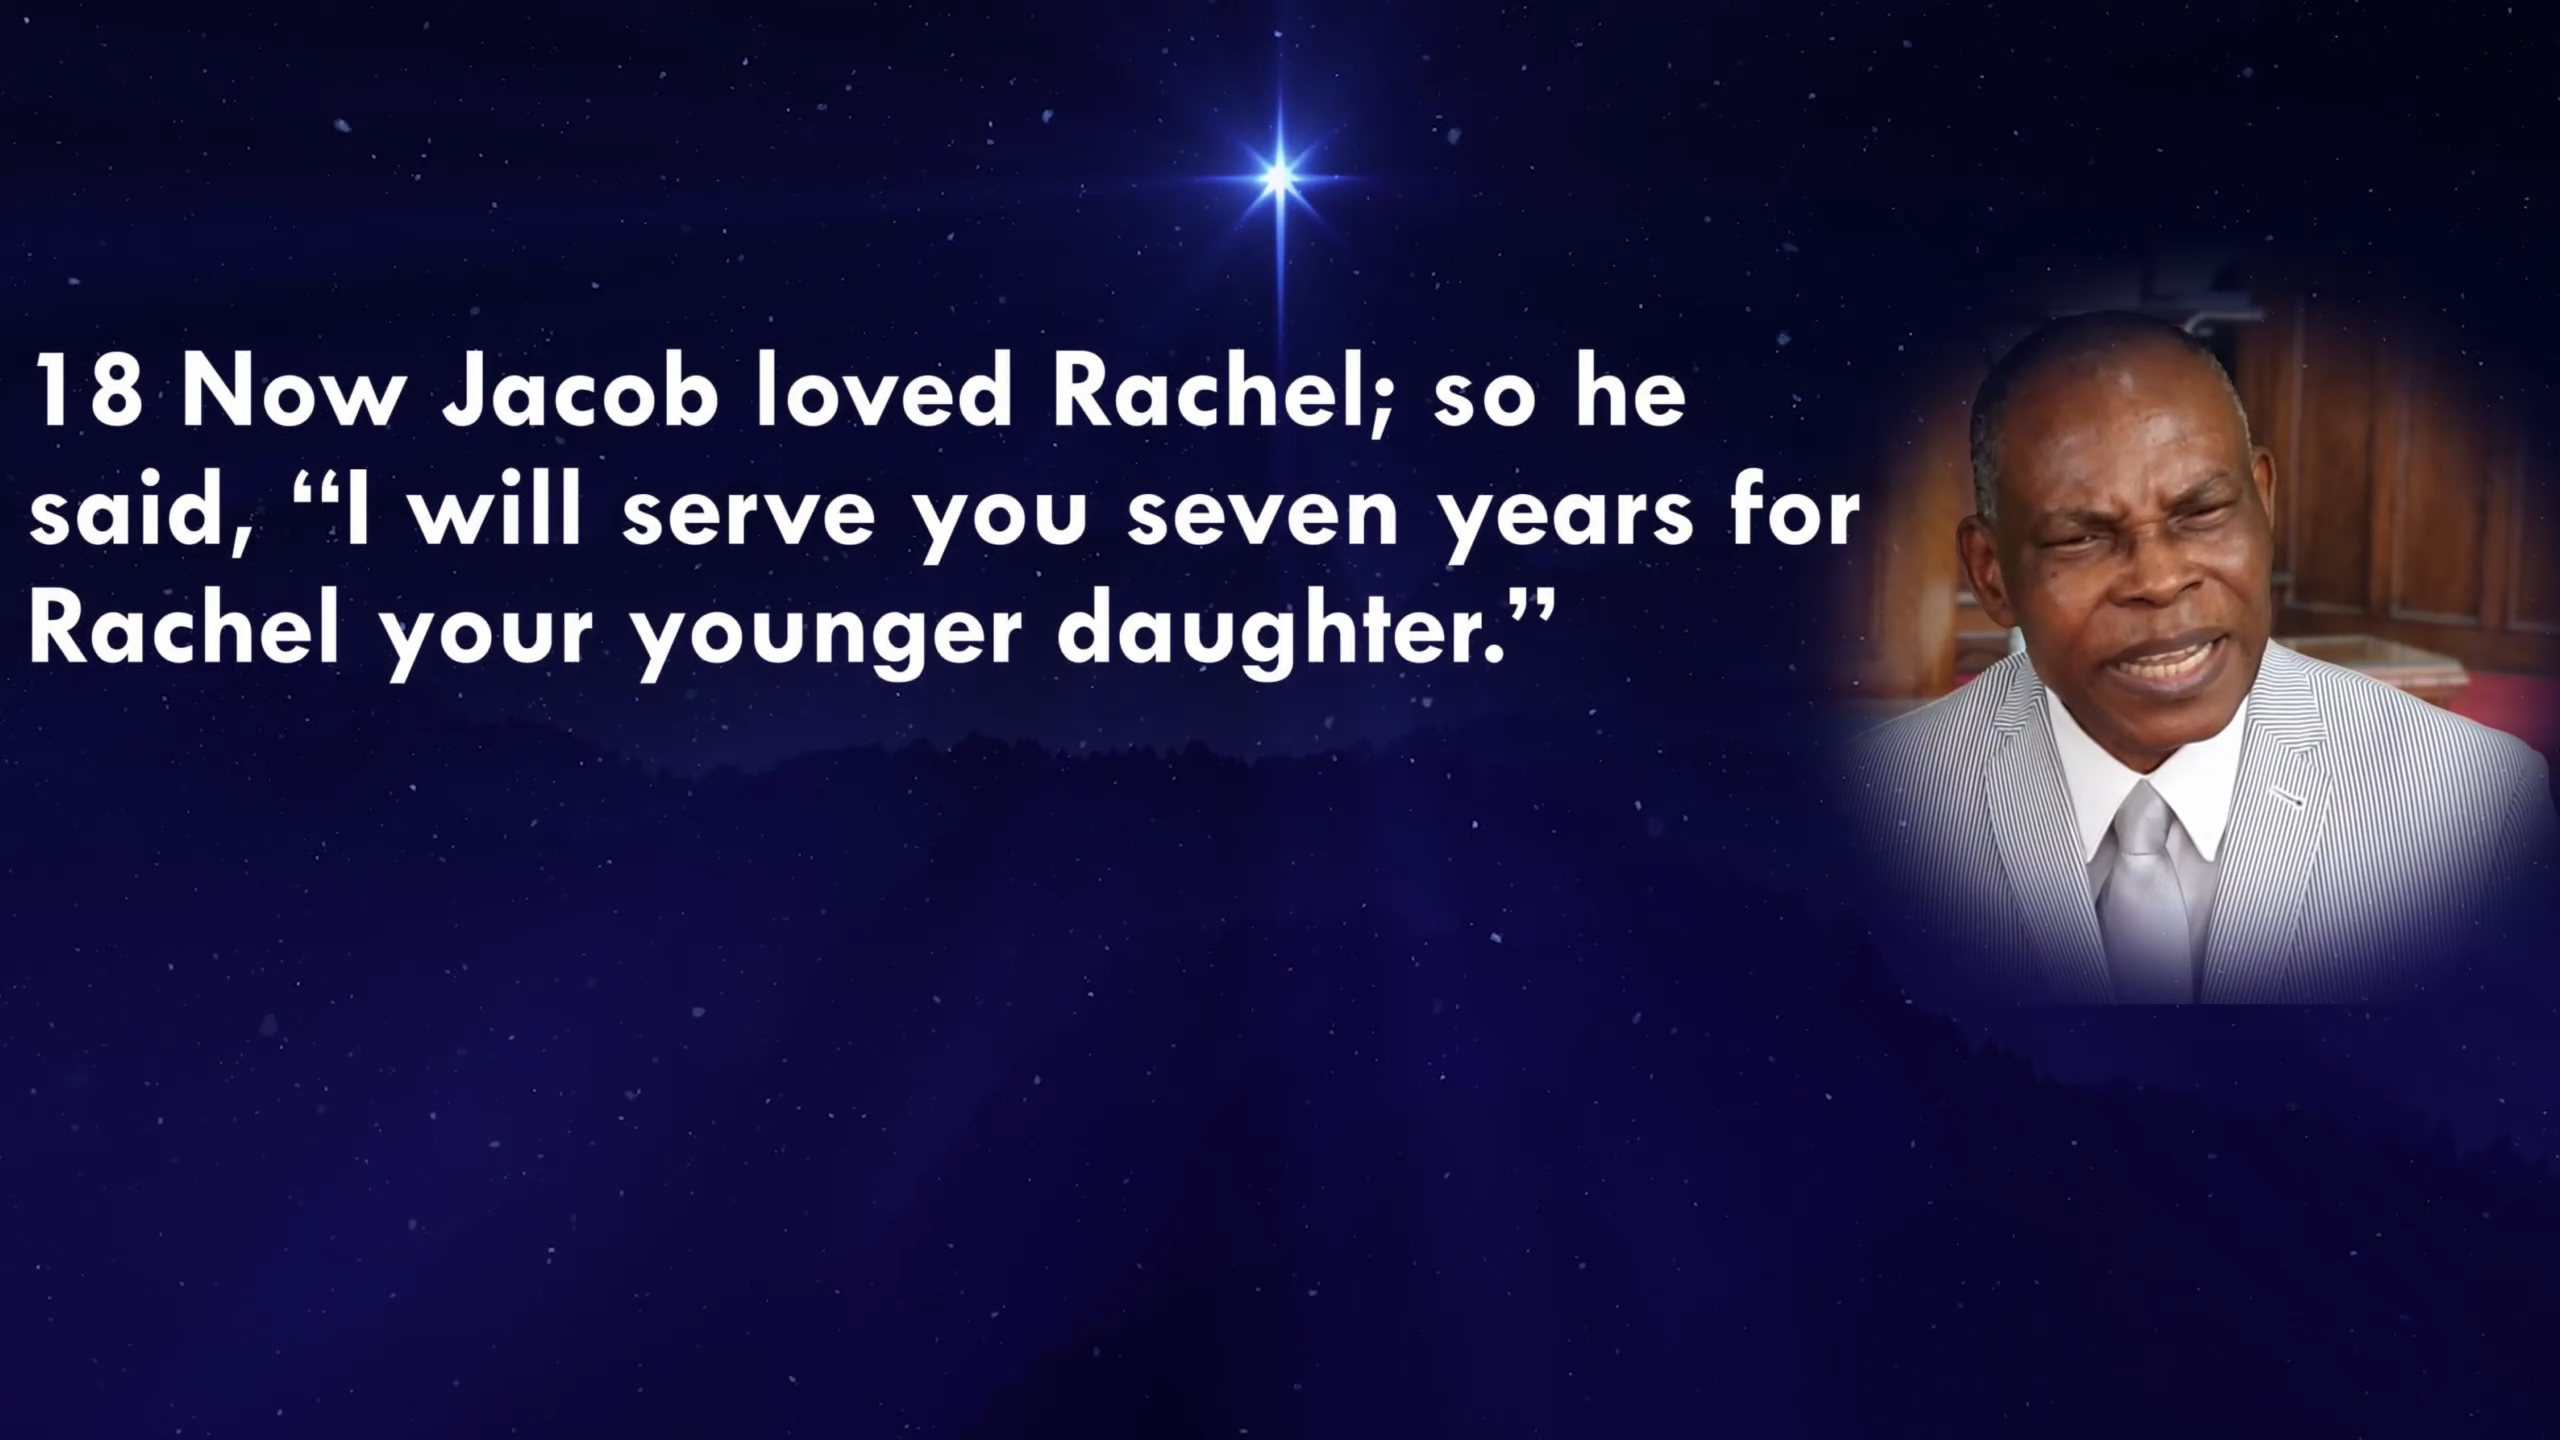 18 Now Jacob loved Rachel; so he
said, “I will serve you seven years for
Rachel your younger daughter.”